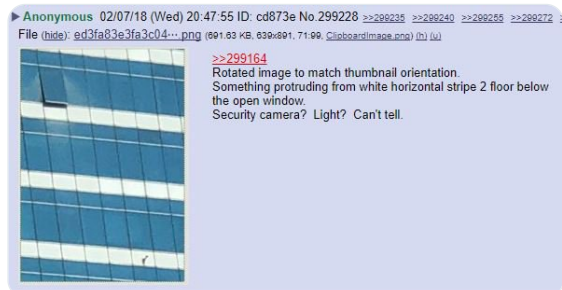 ▶ Anonymous 02/07/18 (Wed) 20:47:55 ID: cd873e No.299228 >>299235 >>299240 >>299255 >>299272
File (hide): ed3fa83e3fa3c04⋯.png (691.63 KB, 639x891, 71:99, ClipboardImage.png) (h) (u)
>>299164
Rotated image to match thumbnail orientation.
Something protruding from white horizontal stripe 2 floor below
the open window.
Security camera? Light? Can't tell.